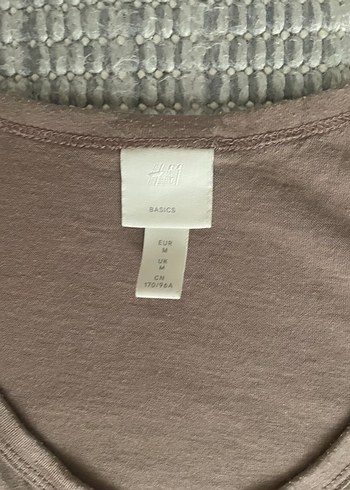 H&M
BASICS
EUR
M
UK
M
CN
170/96A